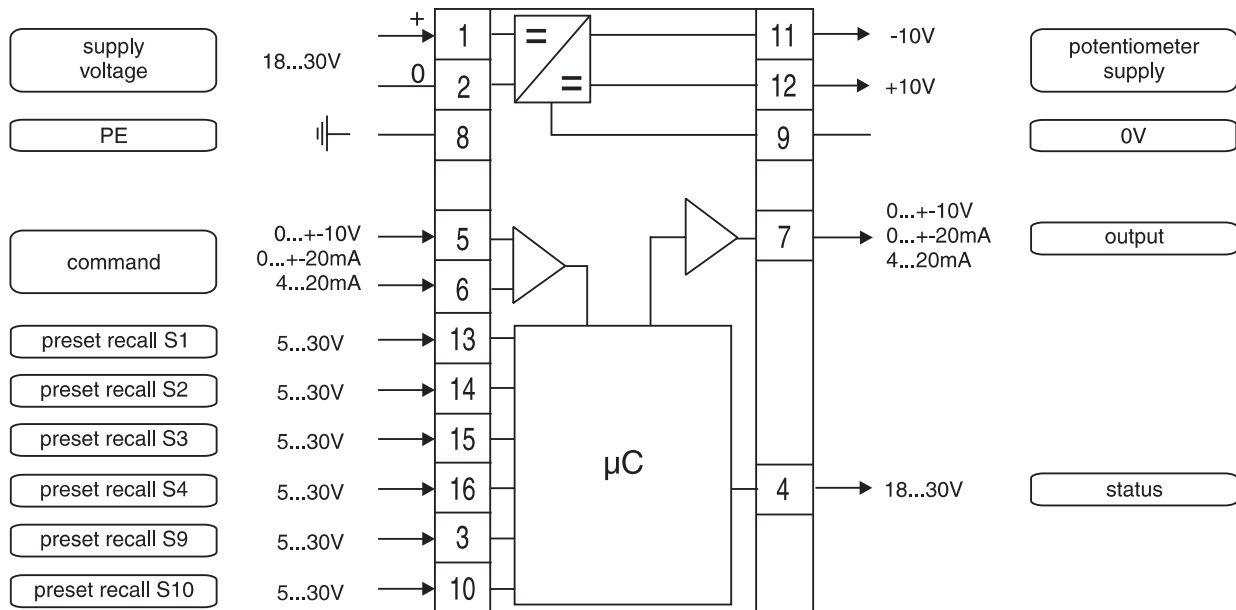 supply
voltage
18...30V
+
0
1
2
=
=
11
12
-10V
+10V
potentiometer
supply
PE
8
9
0V
command
0...+-10V
0...+-20mA
4...20mA
5
6
7
0...+-10V
0...+-20mA
4...20mA
output
preset recall S1
5...30V
13
preset recall S2
5...30V
14
preset recall S3
5...30V
15
µC
preset recall S4
5...30V
16
4
18...30V
status
preset recall S9
5...30V
3
preset recall S10
5...30V
10